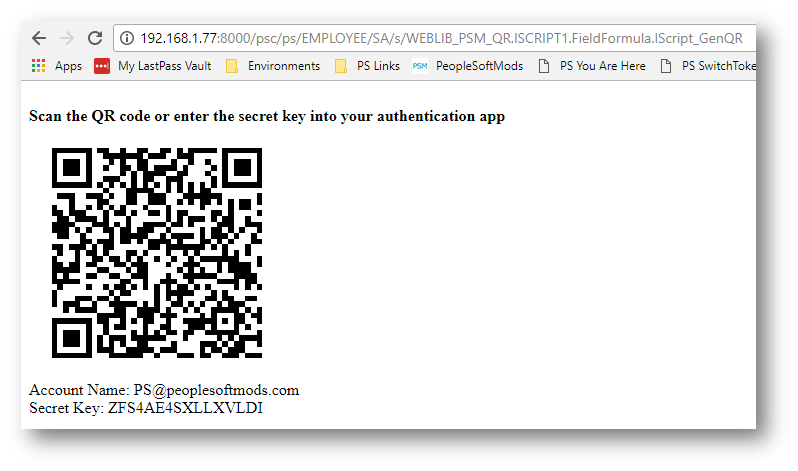 192.168.1.77:8000/psc/ps/EMPLOYEE/SA/s/WEBLIB_PSM_QR.ISCRIPT1.FieldFormula.IScript_GenQR
Apps My LastPass Vault Environments PS Links PSM PeopleSoftMods PS You Are Here PS SwitchToke
Scan the QR code or enter the secret key into your authentication app
Account Name: PS@peoplesoftmods.com
Secret Key: ZFS4AE4SXLLXVLDI